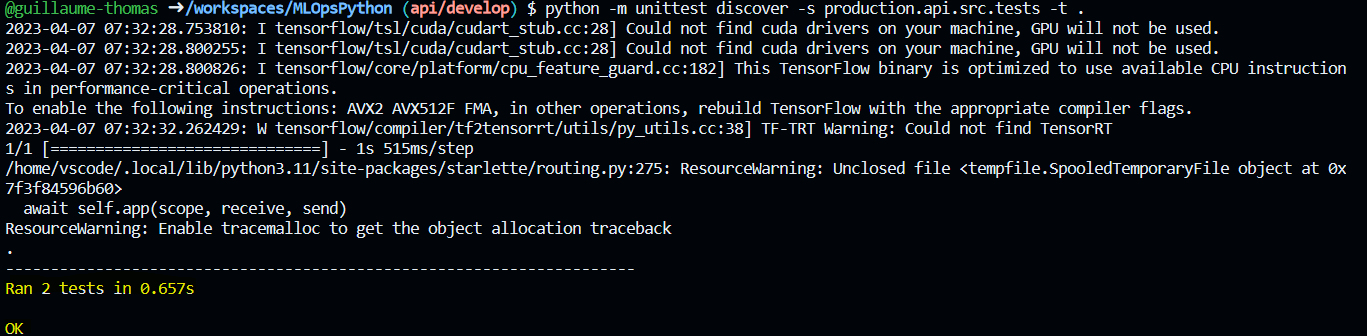 @guillaume-thomas ➜/workspaces/MLOpsPython (api/develop) $ python -m unittest discover -s production.api.src.tests -t .
2023-04-07 07:32:28.753810: I tensorflow/tsl/cuda/cudart_stub.cc:28] Could not find cuda drivers on your machine, GPU will not be used.
2023-04-07 07:32:28.800255: I tensorflow/tsl/cuda/cudart_stub.cc:28] Could not find cuda drivers on your machine, GPU will not be used.
2023-04-07 07:32:28.800826: I tensorflow/core/platform/cpu_feature_guard.cc:182] This TensorFlow binary is optimized to use available CPU instruction
s in performance-critical operations.
To enable the following instructions: AVX2 AVX512F FMA, in other operations, rebuild TensorFlow with the appropriate compiler flags.
2023-04-07 07:32:32.262429: W tensorflow/compiler/tf2tensorrt/utils/py_utils.cc:38] TF-TRT Warning: Could not find TensorRT
1/1 [==============================] - 1s 515ms/step
/home/vscode/.local/lib/python3.11/site-packages/starlette/routing.py:275: ResourceWarning: Unclosed file <tempfile.SpooledTemporaryFile object at 0x
7f3f84596b60>
  await self.app(scope, receive, send)
ResourceWarning: Enable tracemalloc to get the object allocation traceback
.
----------------------------------------------------------------------
Ran 2 tests in 0.657s
OK